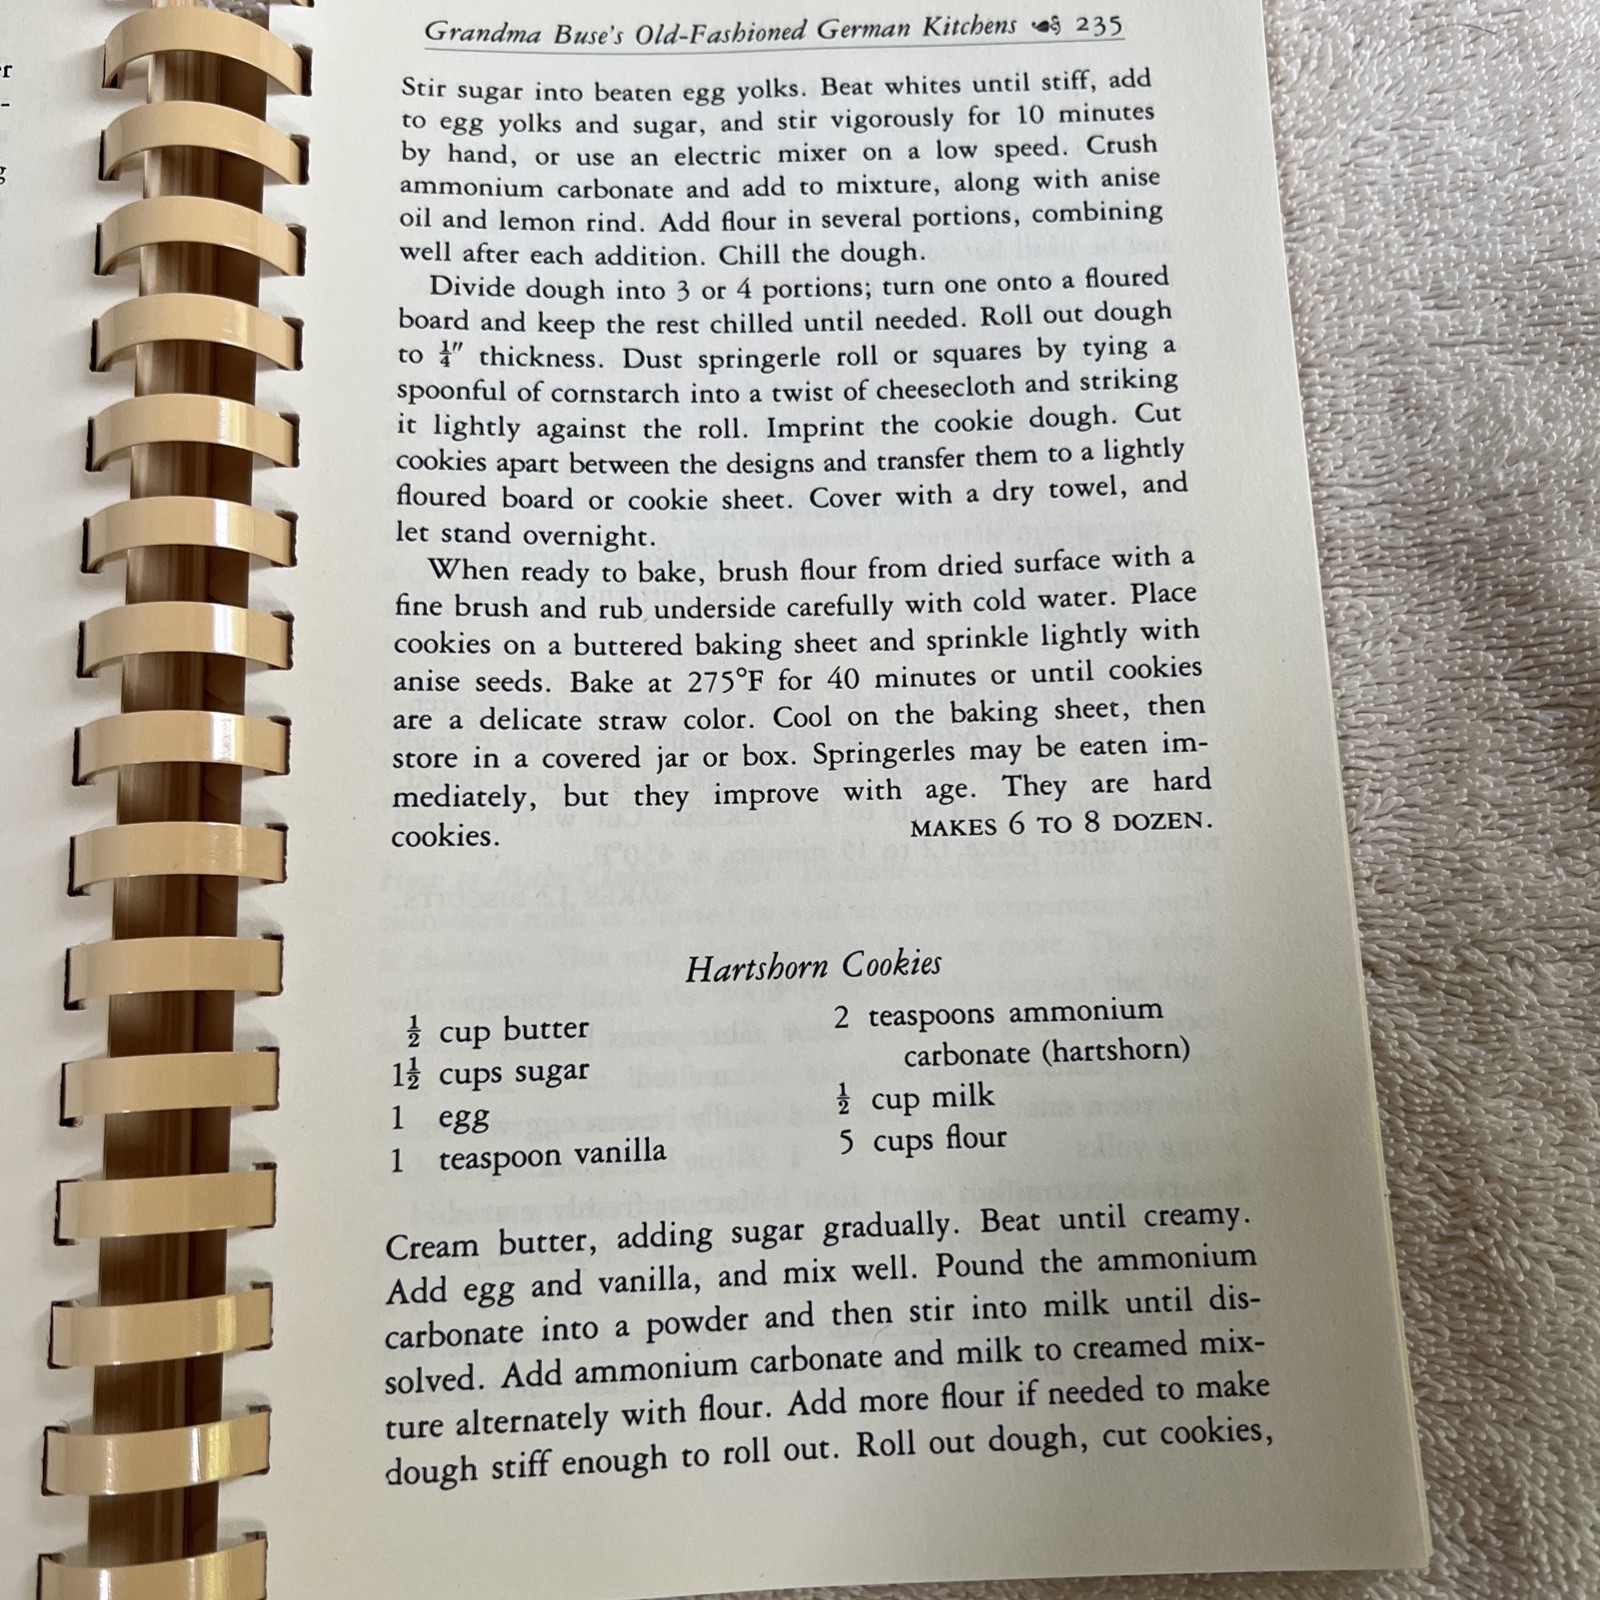 Grandma Buse's Old-Fashioned German Kitchens 235
Stir sugar into beaten egg yolks. Beat whites until stiff, add
to egg yolks and sugar, and stir vigorously for 10 minutes
by hand, or use an electric mixer on a low speed. Crush
ammonium carbonate and add to mixture, along with anise
oil and lemon rind. Add flour in several portions, combining
well after each addition. Chill the dough.
Divide dough into 3 or 4 portions; turn one onto a floured
board and keep the rest chilled until needed. Roll out dough
to ¼" thickness. Dust springerle roll or squares by tying a
spoonful of cornstarch into a twist of cheesecloth and striking
it lightly against the roll. Imprint the cookie dough. Cut
cookies apart between the designs and transfer them to a lightly
floured board or cookie sheet. Cover with a dry towel, and
let stand overnight.
When ready to bake, brush flour from dried surface with a
fine brush and rub underside carefully with cold water. Place
cookies on a buttered baking sheet and sprinkle lightly with
anise seeds. Bake at 275°F for 40 minutes or until cookies
are a delicate straw color. Cool on the baking sheet, then
store in a covered jar or box. Springerles may be eaten im-
mediately, but they improve with age. They are hard
cookies. MAKES 6 TO 8 DOZEN.
Hartshorn Cookies
½ cup butter
1½ cups sugar
1 egg
1 teaspoon vanilla
2 teaspoons ammonium
carbonate (hartshorn)
½ cup milk
5 cups flour
Cream butter, adding sugar gradually. Beat until creamy.
Add egg and vanilla, and mix well. Pound the ammonium
carbonate into a powder and then stir into milk until dis-
solved. Add ammonium carbonate and milk to creamed mix-
ture alternately with flour. Add more flour if needed to make
dough stiff enough to roll out. Roll out dough, cut cookies,